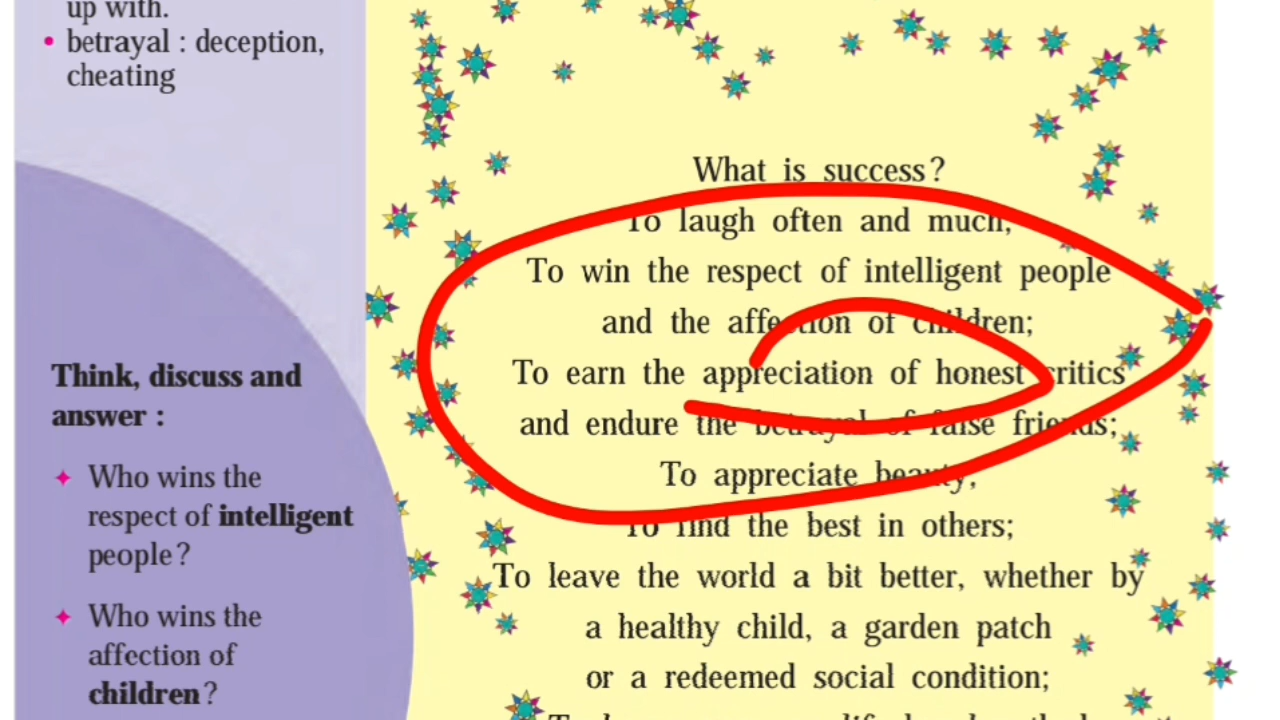 up with.
• betrayal : deception,
cheating
Think, discuss and
answer :
Who wins the
respect of intelligent
people?
Who wins the
affection of
children?
What is success?
To laugh often and much;
To win the respect of intelligent people
and the affection of children;
To earn the appreciation of honest critics
and endure the betrayal of false friends;
To appreciate beauty;
To find the best in others;
To leave the world a bit better, whether by
a healthy child, a garden patch
or a redeemed social condition;